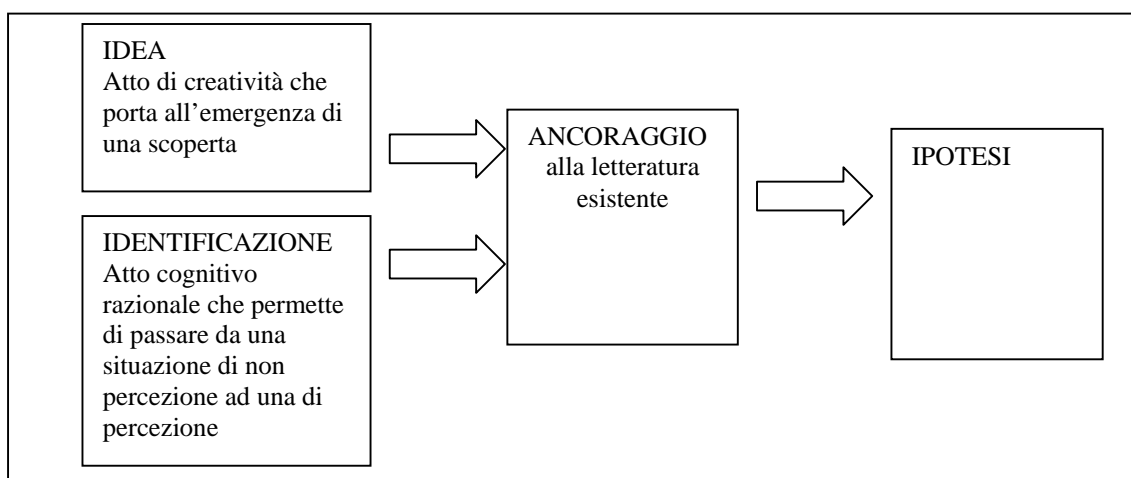 IDEA
Atto di creatività che
porta all’emergenza di
una scoperta
IDENTIFICAZIONE
Atto cognitivo
razionale che permette
di passare da una
situazione di non
percezione ad una di
percezione
ANCORAGGIO
alla letteratura
esistente
IPOTESI